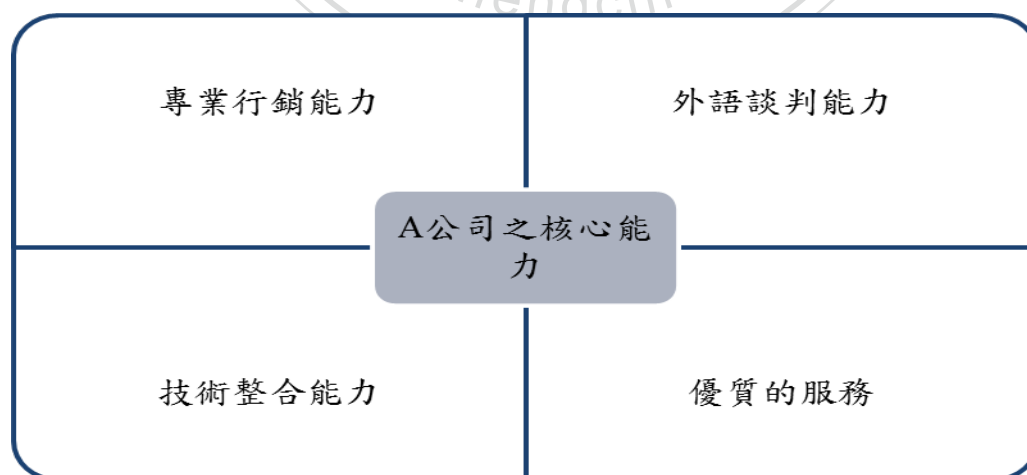 專業行銷能力
外語談判能力
A公司之核心能
力
技術整合能力
優質的服務